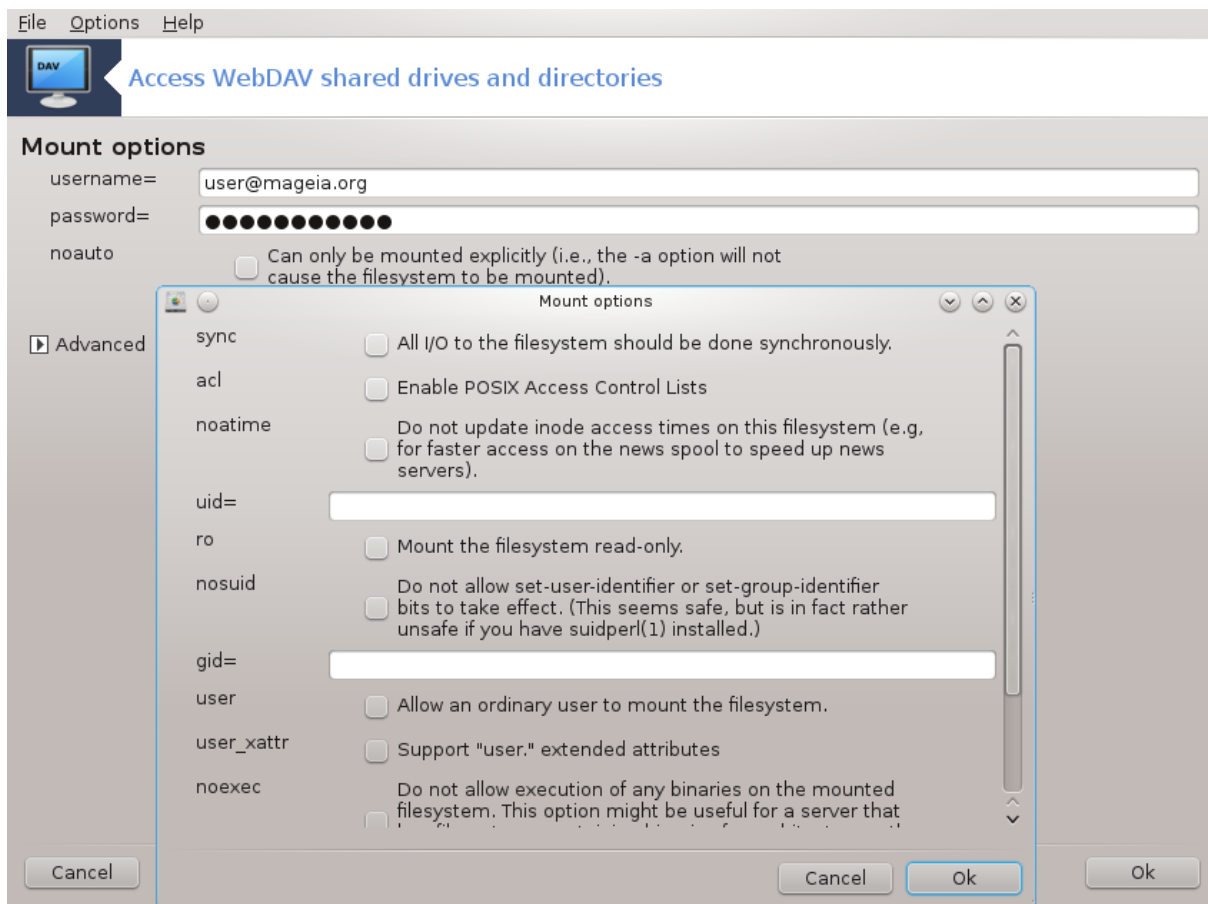 File Options Help
DAV
Access WebDAV shared drives and directories
Mount options
username=
user@mageia.org
password=
●●●●●●●●●●●
noauto
Can only be mounted explicitly (i.e., the -a option will not
cause the filesystem to be mounted).
Advanced
Mount options
sync
All I/O to the filesystem should be done synchronously.
acl
Enable POSIX Access Control Lists
noatime
Do not update inode access times on this filesystem (e.g,
for faster access on the news spool to speed up news
servers).
uid=
ro
Mount the filesystem read-only.
nosuid
Do not allow set-user-identifier or set-group-identifier
bits to take effect. (This seems safe, but is in fact rather
unsafe if you have suidperl(1) installed.)
gid=
user
Allow an ordinary user to mount the filesystem.
user_xattr
Support "user." extended attributes
noexec
Do not allow execution of any binaries on the mounted
filesystem. This option might be useful for a server that
Cancel Ok
Cancel Ok